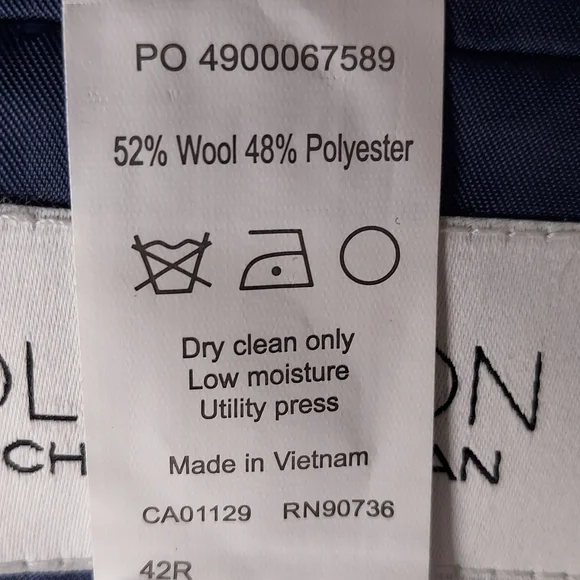 PO 4900067589
52% Wool 48% Polyester
Dry clean only
Low moisture
Utility press
Made in Vietnam
CA01129 RN90736
42R